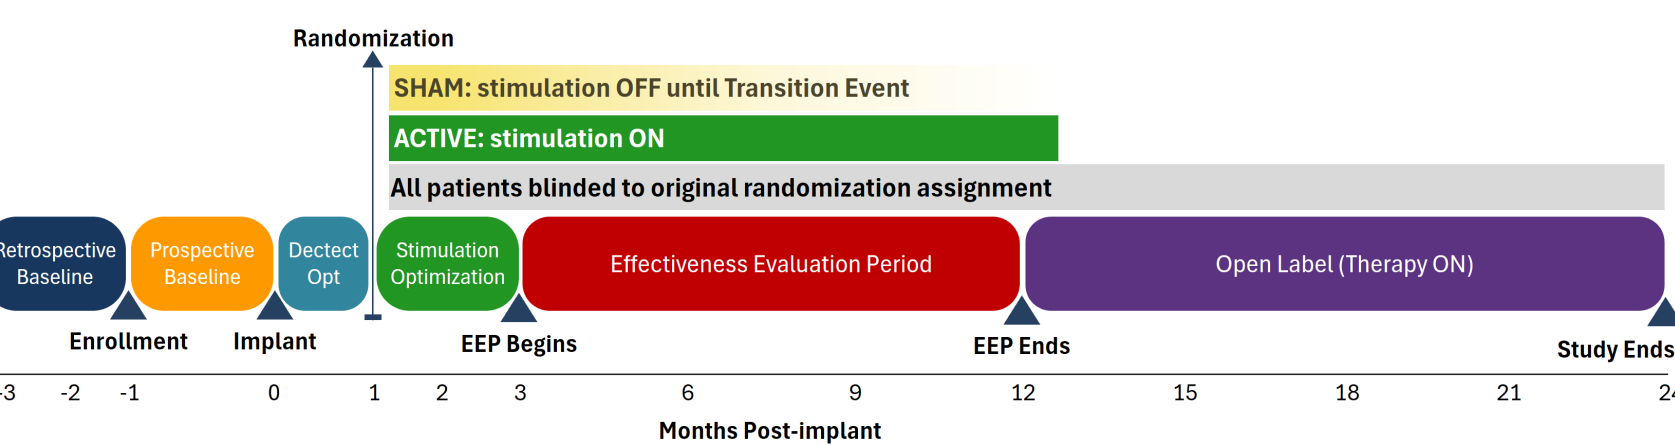 Randomization
SHAM: stimulation OFF until Transition Event
ACTIVE: stimulation ON
All patients blinded to original randomization assignment
Retrospective
Baseline
Prospective
Baseline
Dectect
Opt
Stimulation
Optimization
Effectiveness Evaluation Period
Open Label (Therapy ON)
Enrollment
Implant
EEP Begins
EEP Ends
Study Ends
-3 -2 -1 0 1 2 3 6 9 12 15 18 21 24
Months Post-implant